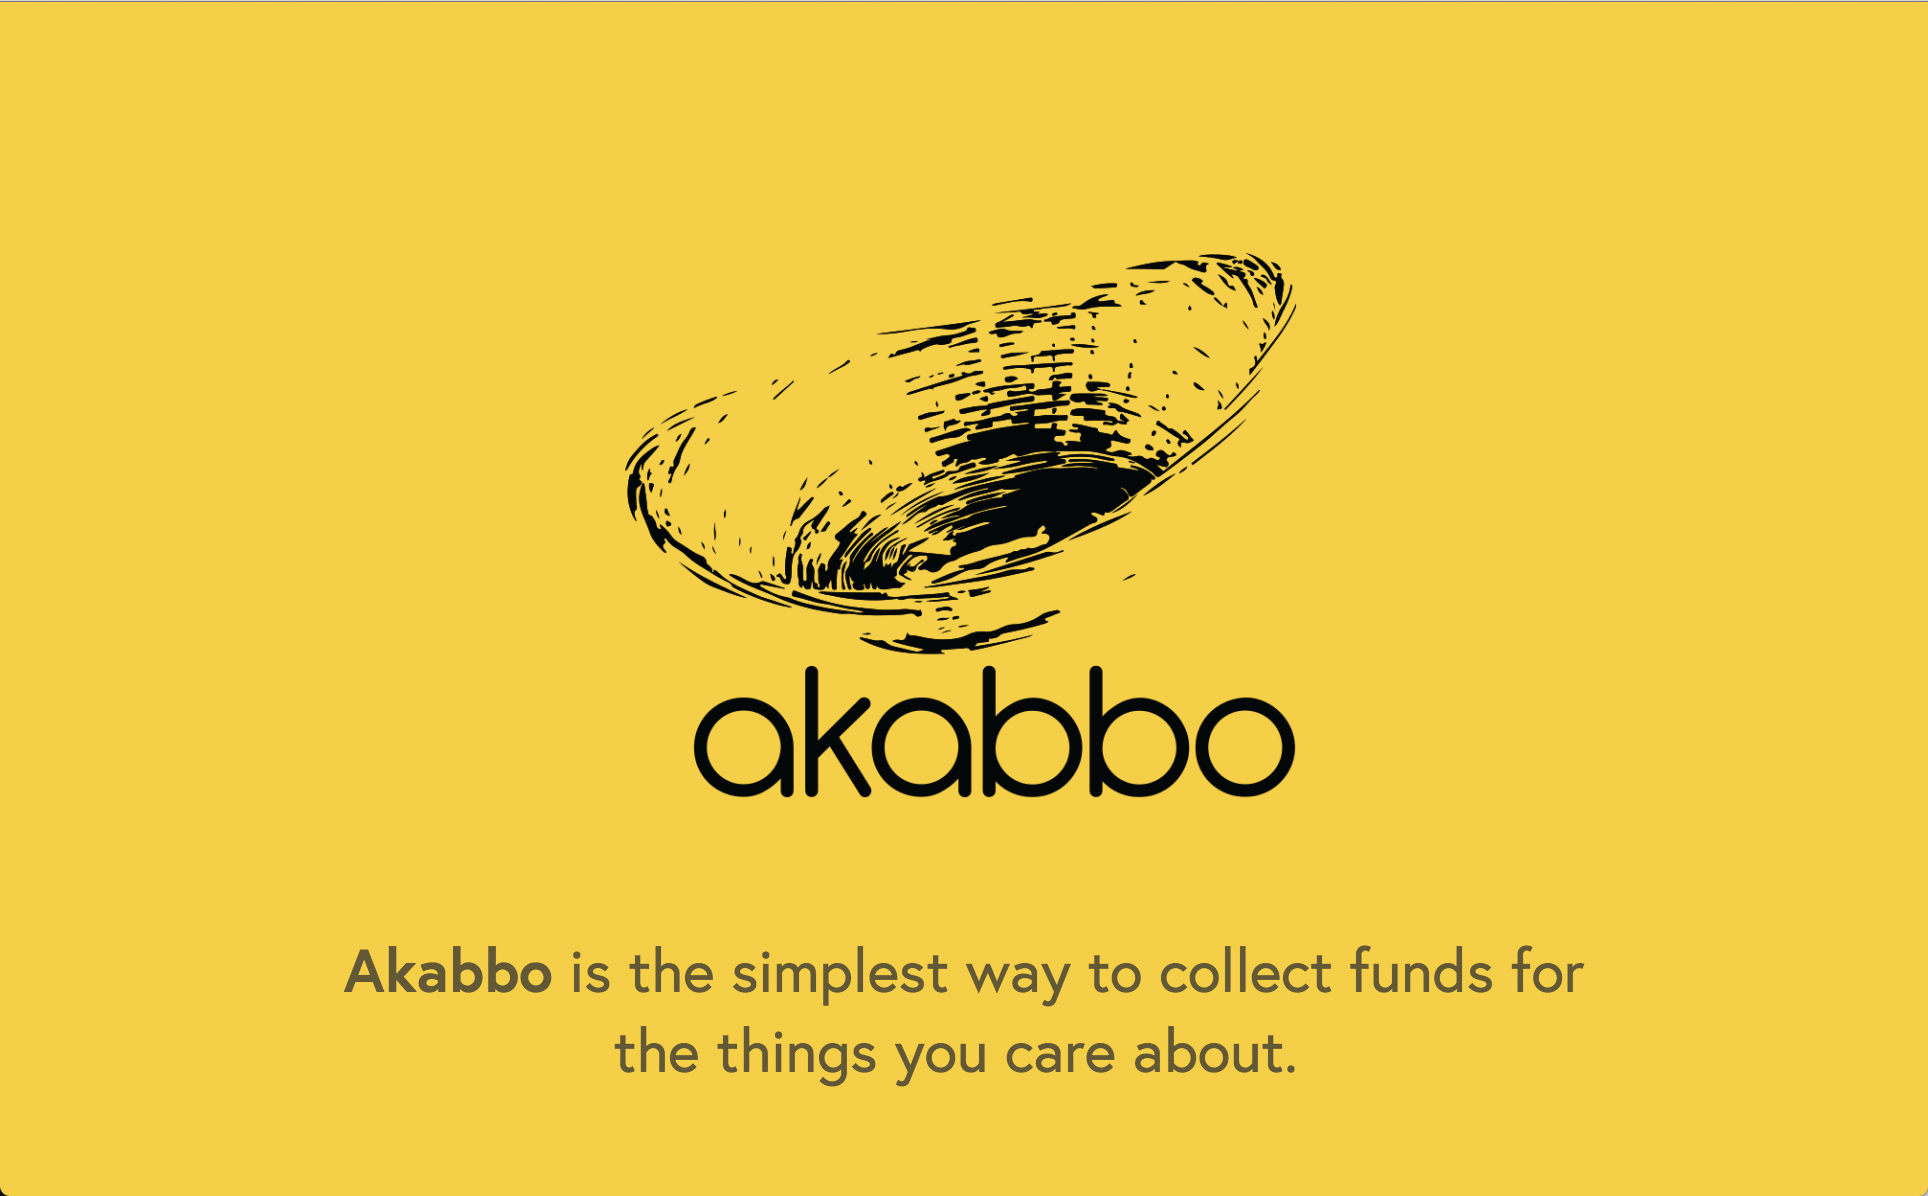 akabbo
Akabbo is the simplest way to collect funds for
the things you care about.